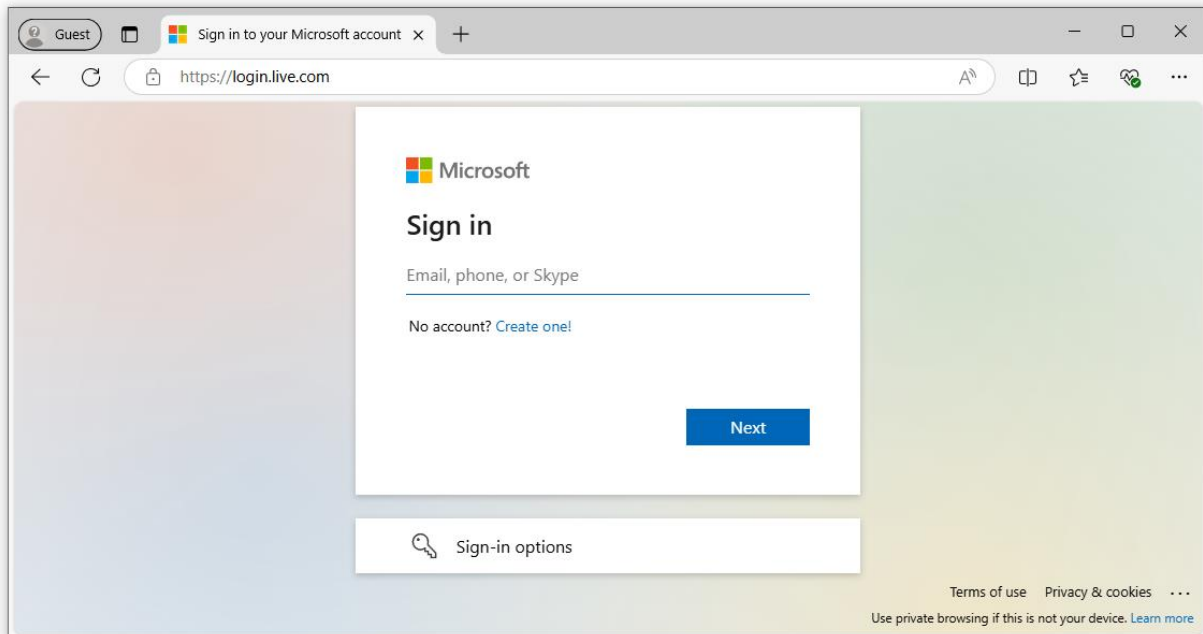 Guest
Sign in to your Microsoft account
https://login.live.com
Microsoft
Sign in
Email, phone, or Skype
No account? Create one!
Next
Sign-in options
Terms of use Privacy & cookies ...
Use private browsing if this is not your device. Learn more